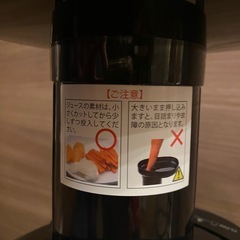 【ご注意】
ジュースの素材は、小
さくカットしてから少
しずつ投入してくださ
い。
大きいまま押し込み
ますと、目詰まりや故
障の原因となります。